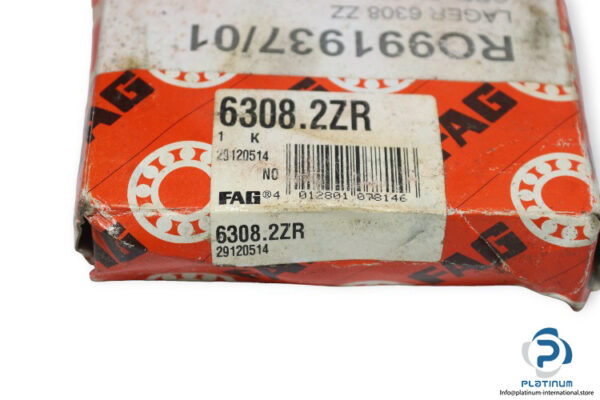 RO991937/01
LAGER 6308 ZZ
FAG
FAG
FAG
6308.2ZR
1 K
29120514
NO
FAG®4 012801 078146
6308.2ZR
29120514
PLATINUM
Info@platinum-international.store